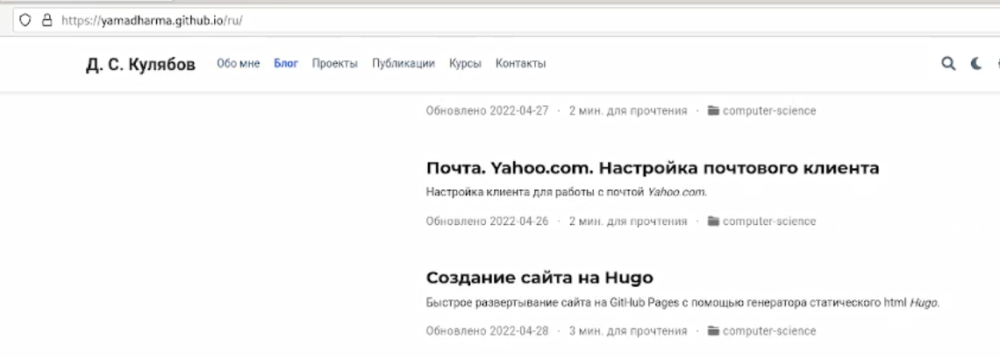 https://yamadharma.github.io/ru/
Д. С. Кулябов Обо мне Блог Проекты Публикации Курсы Контакты
Обновлено 2022-04-27 · 2 мин. для прочтения · computer-science
Почта. Yahoo.com. Настройка почтового клиента
Настройка клиента для работы с почтой Yahoo.com.
Обновлено 2022-04-26 · 2 мин. для прочтения · computer-science
Создание сайта на Hugo
Быстрое развертывание сайта на GitHub Pages с помощью генератора статического html Hugo.
Обновлено 2022-04-28 · 3 мин. для прочтения · computer-science